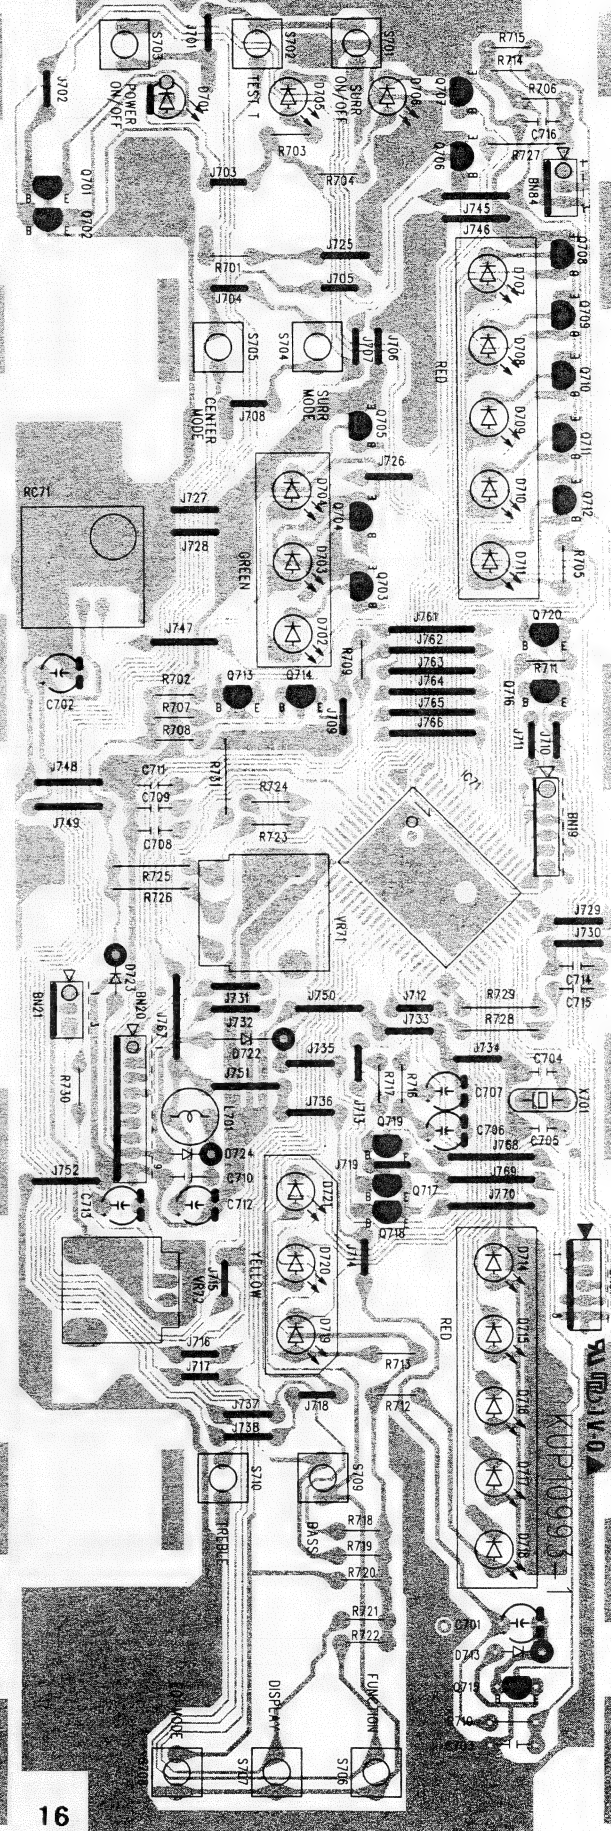 S703
J701
S702
S701
R715
R714
J702
POWER
ON/OFF
D701
TEST T
D705
SURR
ON/OFF
D706
Q707
R706
C716
R703
Q706
R727
BN84
Q701
Q702
J703
R704
J745
J746
R701
J725
J704
J705
D707
Q708
S705
S704
J707
J706
RED
D708
Q709
Q710
CENTER
MODE
J708
SURR
MODE
Q705
D709
Q711
RC71
J726
D704
Q704
D710
Q712
J727
J728
GREEN
D703
Q703
D711
R705
D702
J747
R709
J761
J762
J763
J764
J765
J766
Q720
R711
Q716
C702
R702
R707
R708
Q713
Q714
J709
J711
J710
J748
J749
C711
C709
C708
R731
R724
R723
IC71
BN19
R725
R726
VR71
J729
J730
BN21
D723
BN20
J767
J731
J732
J750
J712
J733
R729
R728
C714
C715
D722
J735
J734
R730
J751
J736
J713
R717
R716
C707
C706
C704
X701
C705
L701
Q719
J719
Q717
Q718
J768
J769
J770
D724
C710
C712
J752
C713
D721
YELLOW
D720
D719
VR72
J715
J714
D714
RED
D715
J716
J717
R713
J718
R712
D716
J737
J738
D717
D718
KUP10993-1
S710
S709
TREBLE
BASS
R718
R719
R720
R721
R722
C701
D713
Q715
DISPLAY
FUNCTION
S707
S706
16